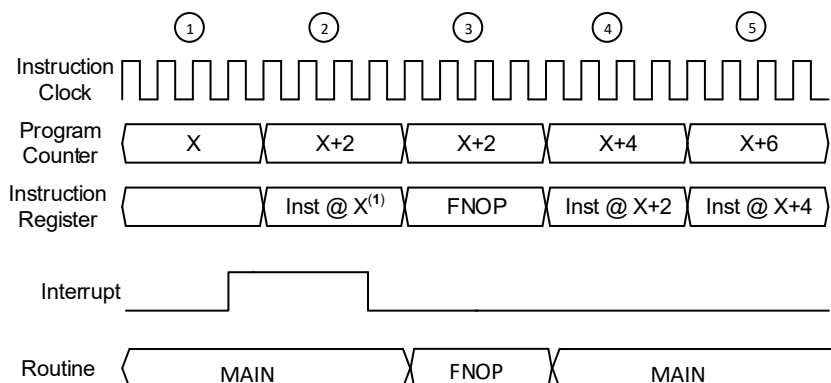 1 2 3 4 5
Instruction
Clock
Program
Counter
X X+2 X+2 X+4 X+6
Instruction
Register
Inst @ X(1) FNOP Inst @ X+2 Inst @ X+4
Interrupt
Routine MAIN FNOP MAIN